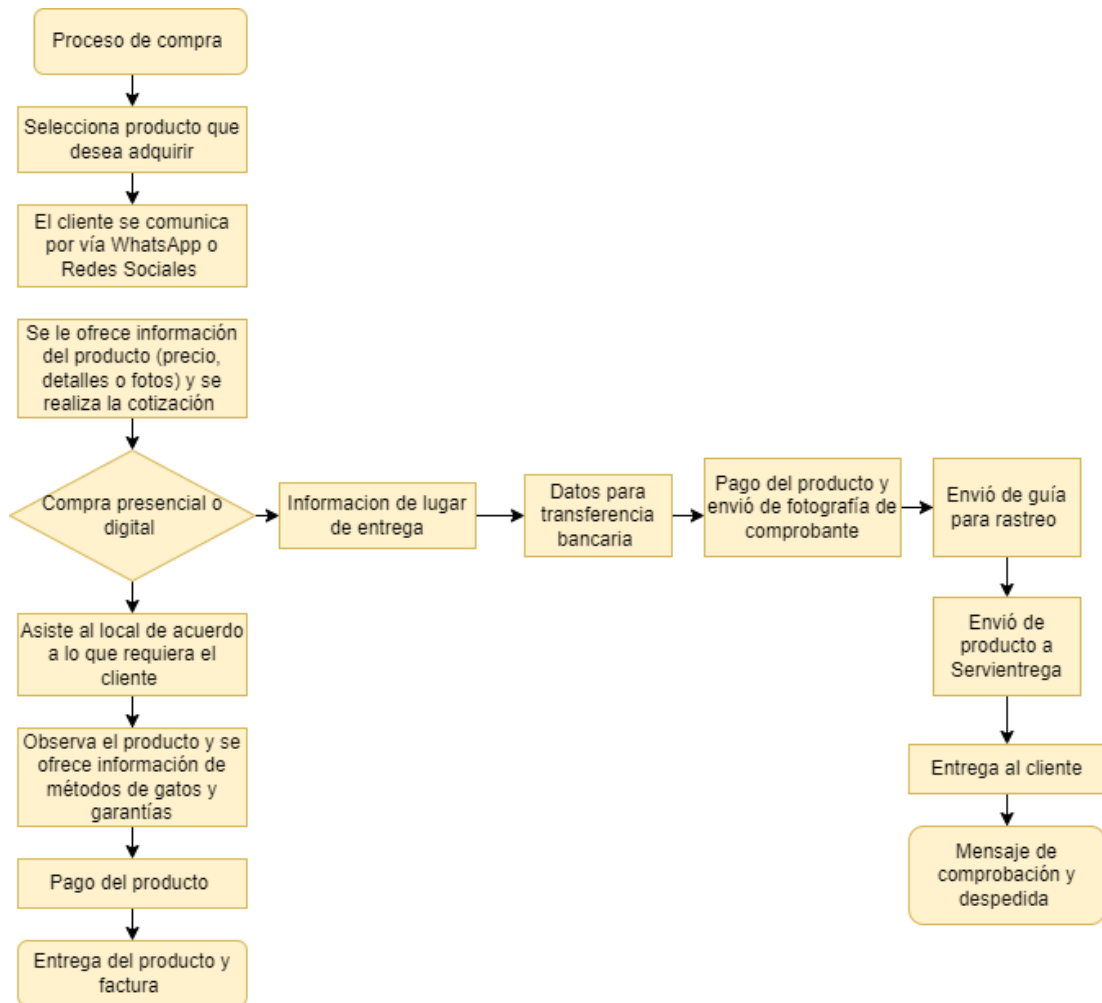 Proceso de compra
Selecciona producto que
desea adquirir
El cliente se comunica
por vía WhatsApp o
Redes Sociales
Se le ofrece información
del producto (precio,
detalles o fotos) y se
realiza la cotización
Compra presencial o
digital
Informacion de lugar
de entrega
Datos para
transferencia
bancaria
Pago del producto y
envió de fotografía de
comprobante
Envió de guía
para rastreo
Envió de
producto a
Servientrega
Entrega al cliente
Mensaje de
comprobación y
despedida
Asiste al local de acuerdo
a lo que requiera el
cliente
Observa el producto y se
ofrece información de
métodos de gatos y
garantías
Pago del producto
Entrega del producto y
factura